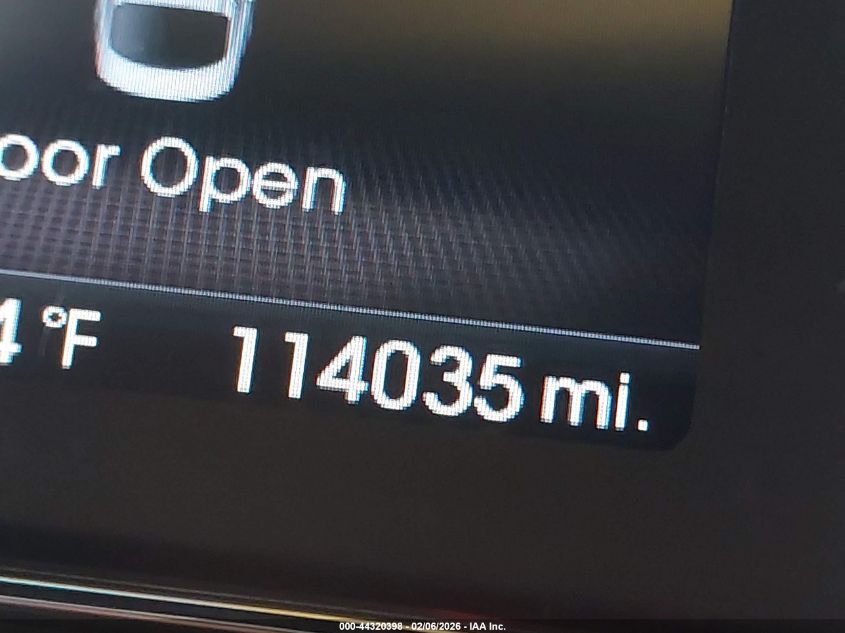 oor Open
4 °F 114035 mi.
000-44320398 - 02/06/2026 - IAA Inc.